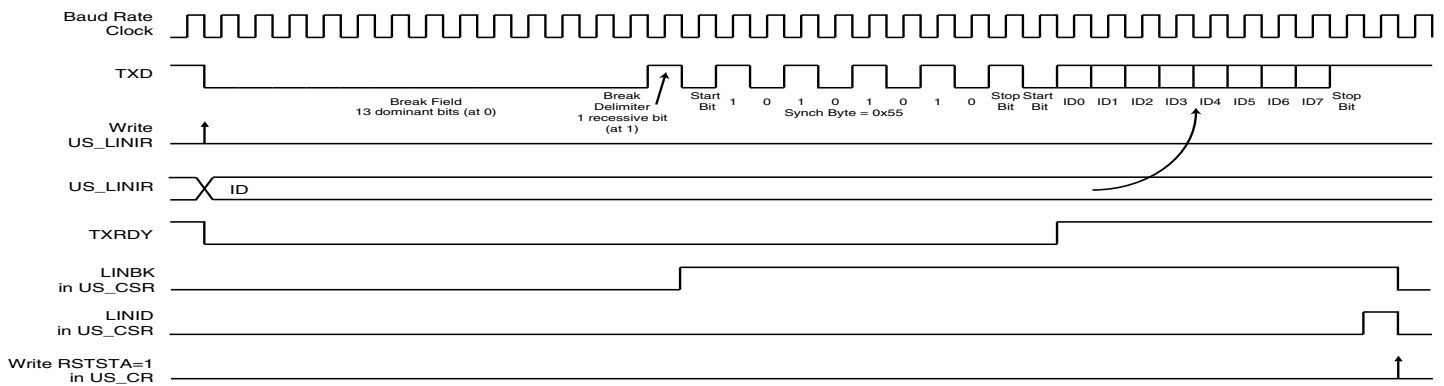 Baud Rate
Clock
TXD
Break Field
13 dominant bits (at 0)
Break
Delimiter
1 recessive bit
(at 1)
Start
Bit
1 0 1 0 1 0 1 0
Synch Byte = 0x55
Stop
Bit
Start
Bit
ID0 ID1 ID2 ID3 ID4 ID5 ID6 ID7
Stop
Bit
Write
US_LINIR
US_LINIR
ID
TXRDY
LINBK
in US_CSR
LINID
in US_CSR
Write RSTSTA=1
in US_CR